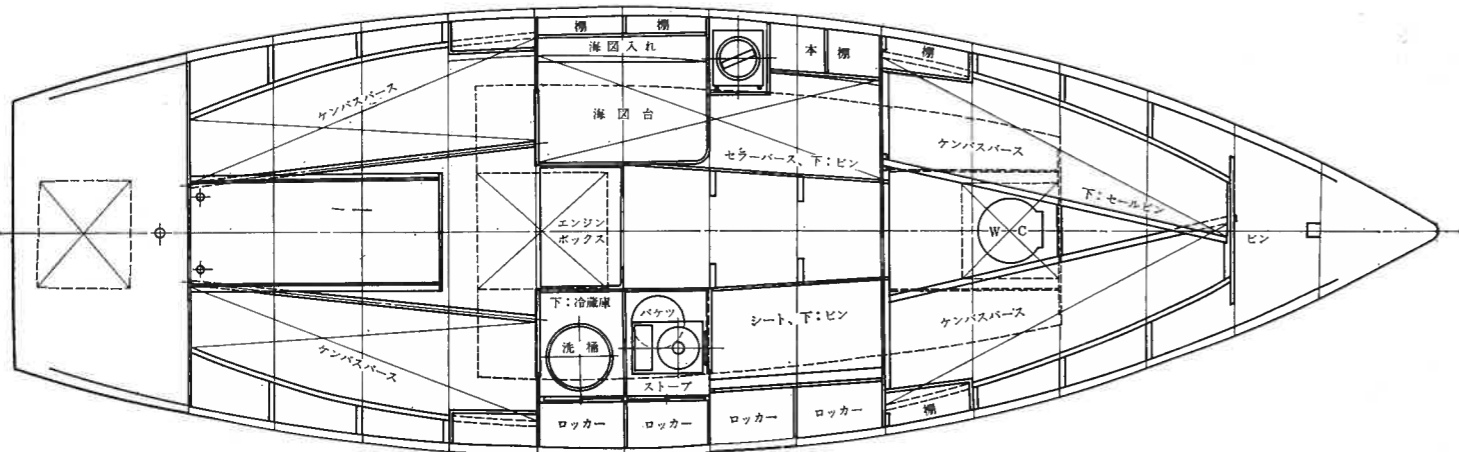 棚 棚
海図入れ
本 棚
棚
ケンバスバース
海図台
セラーバース、下:ビン
ケンバスバース
下:セールビン
エンジン
ボックス
W C
ビン
下:冷蔵庫
バケツ
シート、下:ビン
ケンバスバース
洗桶
ケンバスバース
ストーブ
ロッカー ロッカー ロッカー ロッカー
棚